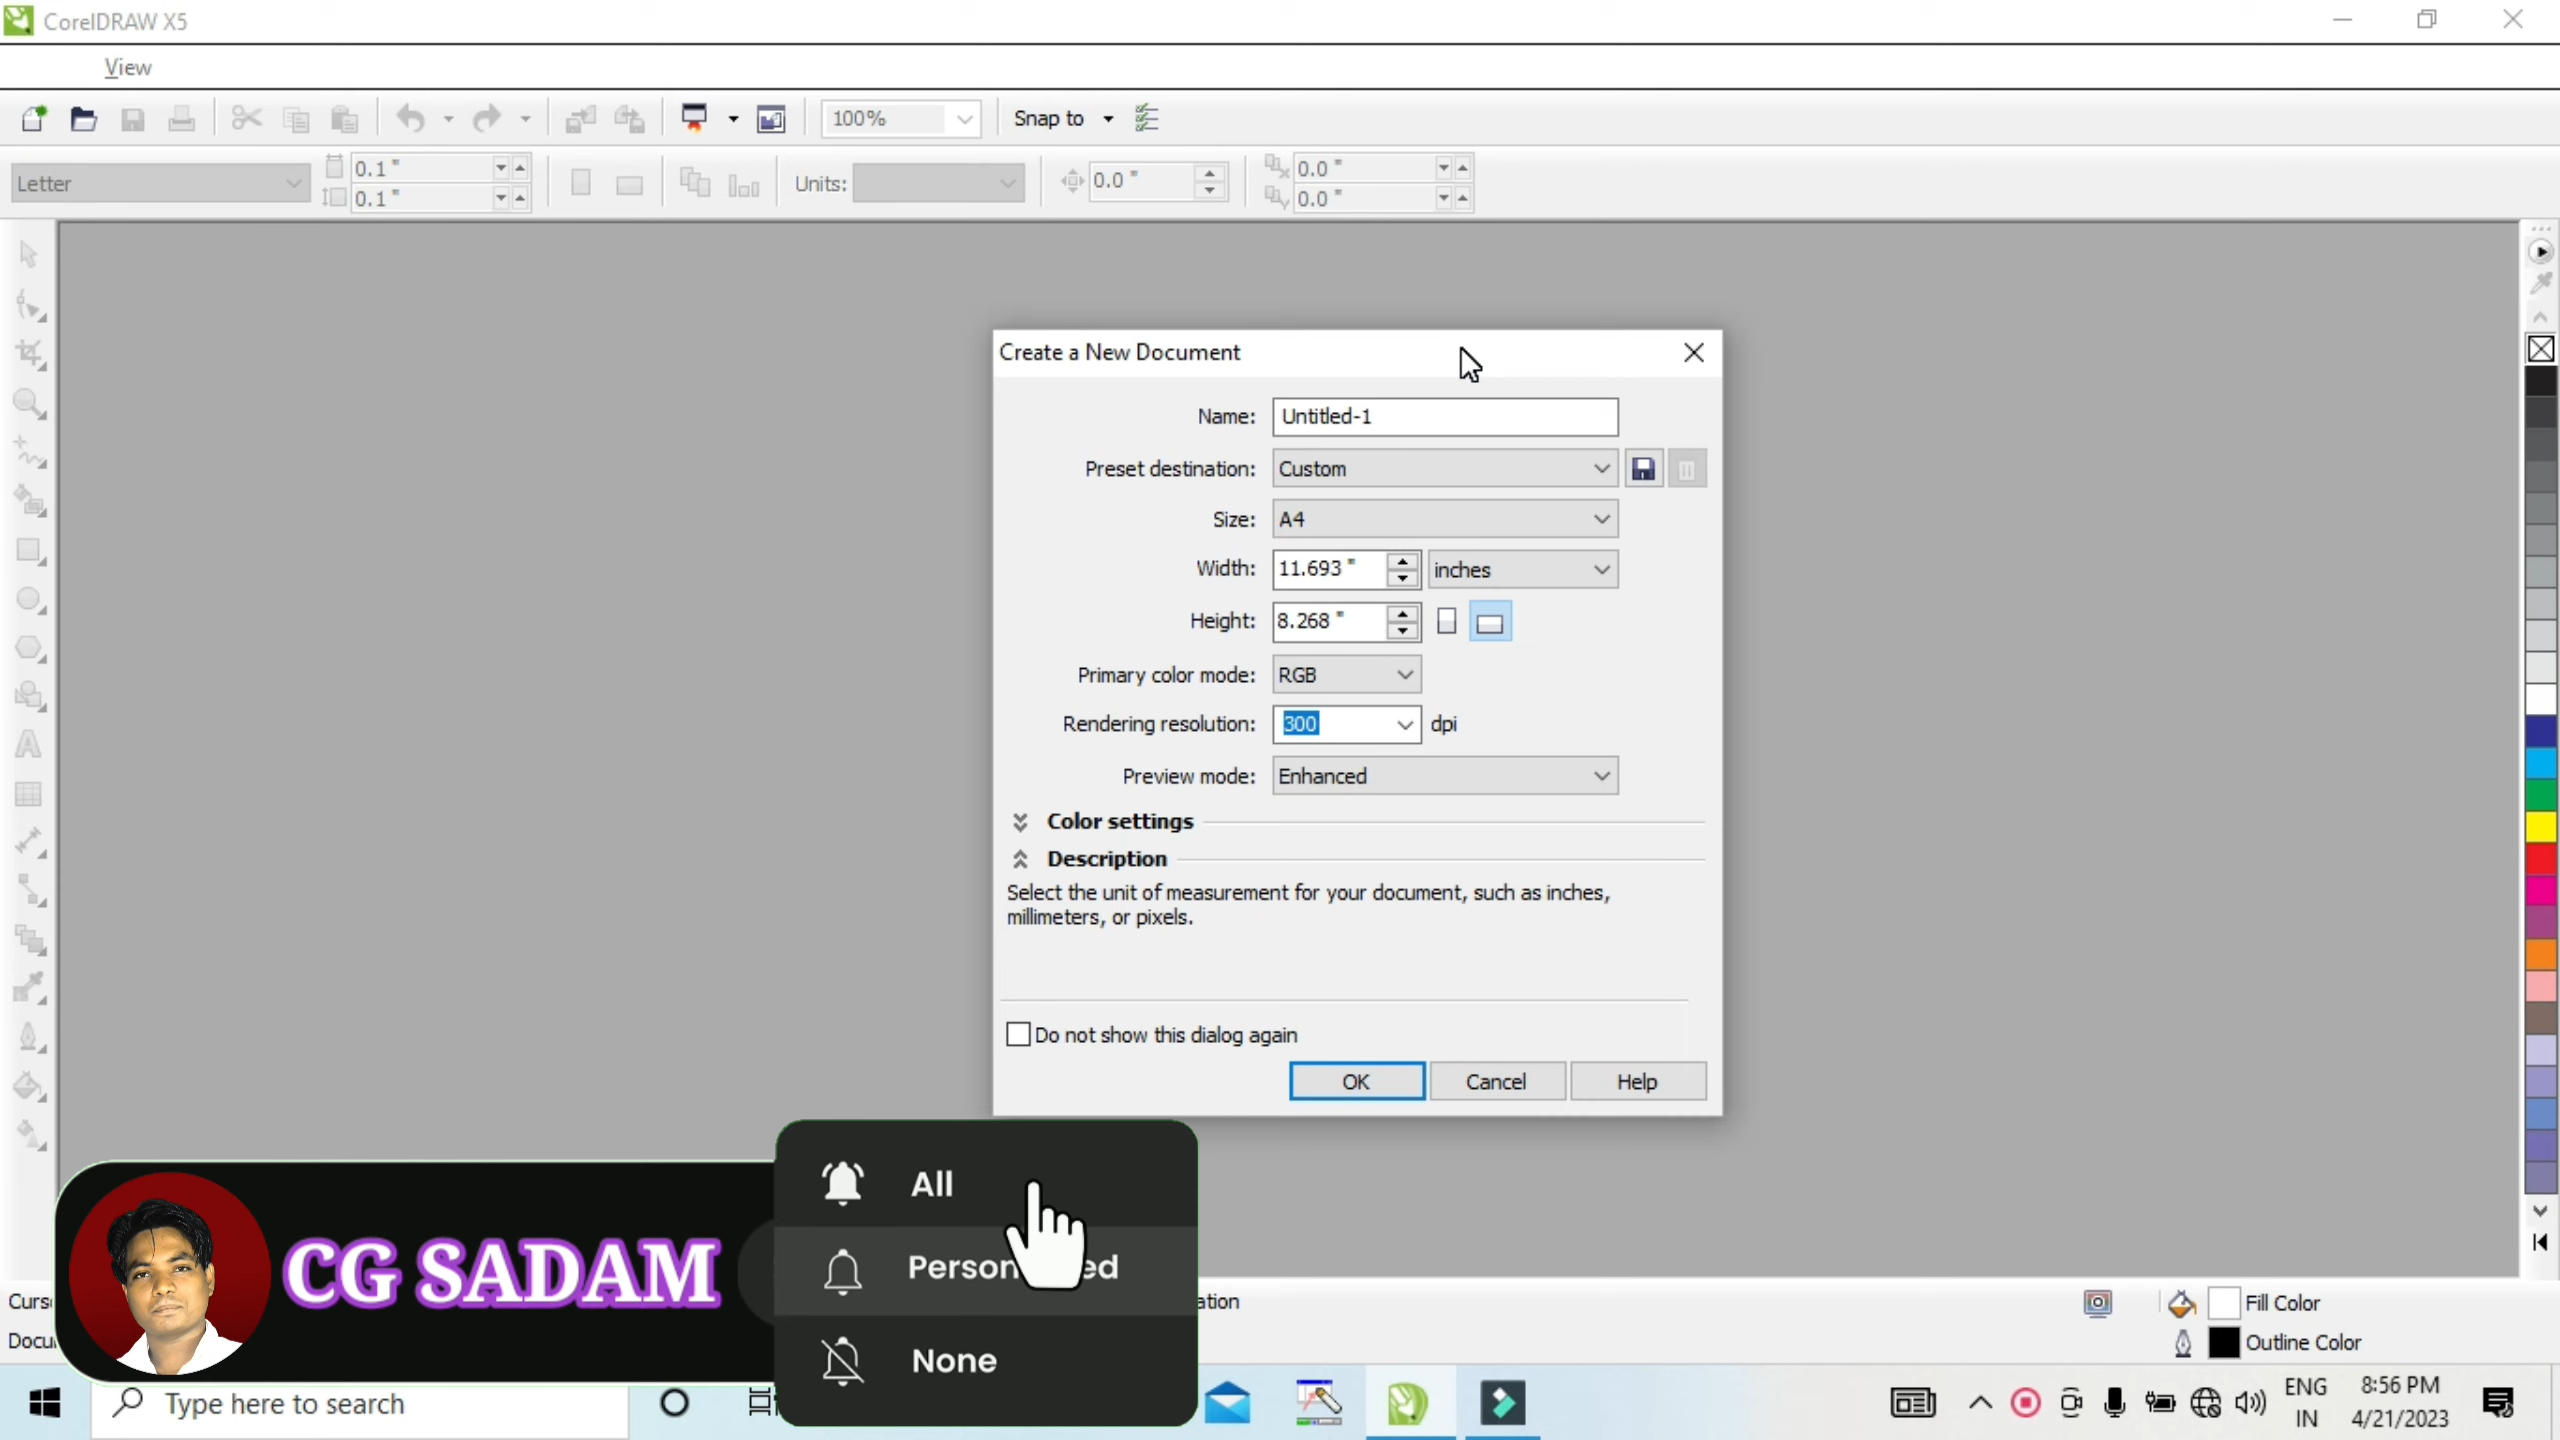 CorelDRAW X5
View
100%
Snap to
Letter
0.1 "
0.1 "
Units:
0.0 "
0.0 "
0.0 "
Create a New Document
Name: Untitled-1
Preset destination: Custom
Size: A4
Width: 11.693 " inches
Height: 8.268 "
Primary color mode: RGB
Rendering resolution: 300 dpi
Preview mode: Enhanced
Color settings
Description
Select the unit of measurement for your document, such as inches,
millimeters, or pixels.
Do not show this dialog again
OK Cancel Help
All
CG SADAM
None
Fill Color
Outline Color
Type here to search
ENG
IN
8:56 PM
4/21/2023